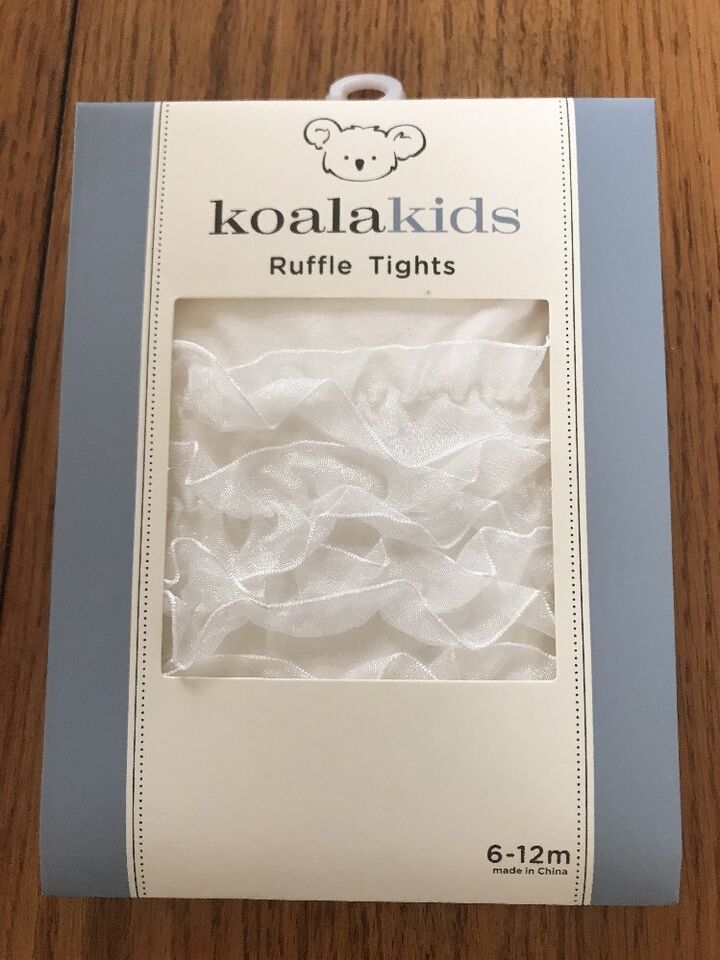 koalakids
Ruffle Tights
6-12m
made in China